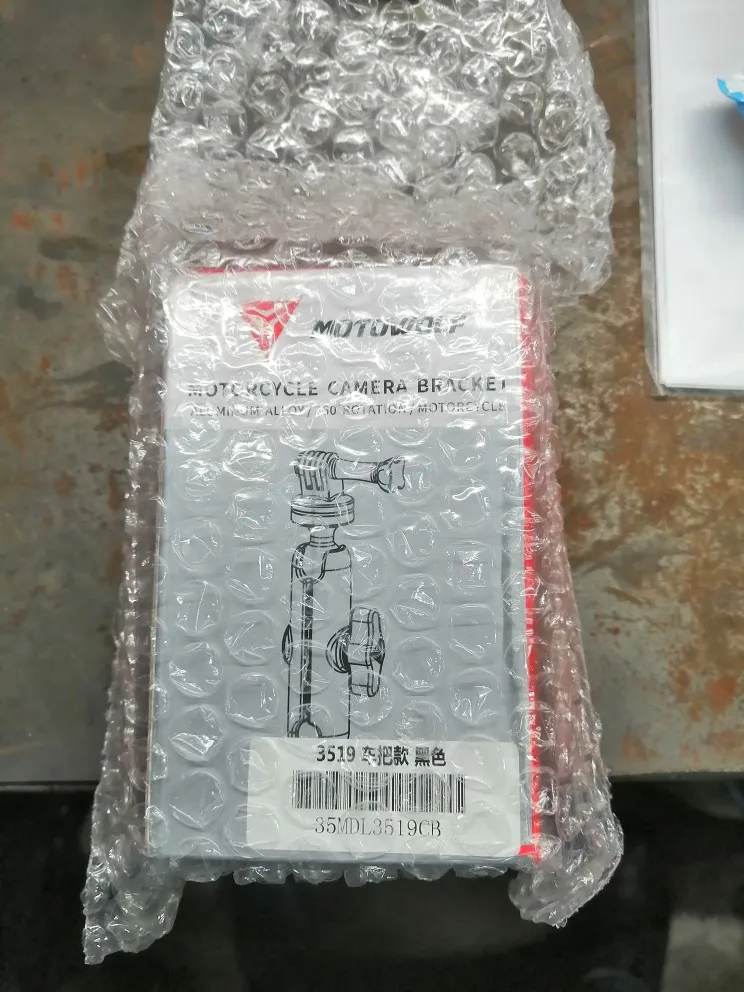 MOTOWOLF
MOTORCYCLE CAMERA BRACKET
ALUMINUM ALLOY/360°ROTATION/MOTORCYCLE
3519 车把款 黑色
35MDL3519CB